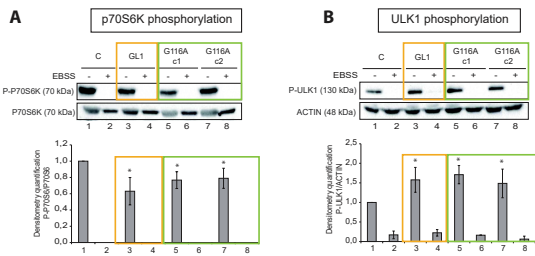 A
p70S6K phosphorylation
C GL1 G116A c1 G116A c2
EBSS - + - + - + - +
P-P70S6K (70 kDa)
P70S6K (70 kDa)
1 2 3 4 5 6 7 8
Densitometry quantification
P-P70S6/P70S6
1,2
1,0
0,8
0,6
0,4
0,2
0,0
* * *
1 2 3 4 5 6 7 8
B
ULK1 phosphorylation
C GL1 G116A c1 G116A c2
EBSS - + - + - + - +
P-ULK1 (130 kDa)
ACTIN (48 kDa)
1 2 3 4 5 6 7 8
Densitometry quantification
P-ULK1/ACTIN
2,5
2,0
1,5
1,0
0,5
0,0
* * *
1 2 3 4 5 6 7 8